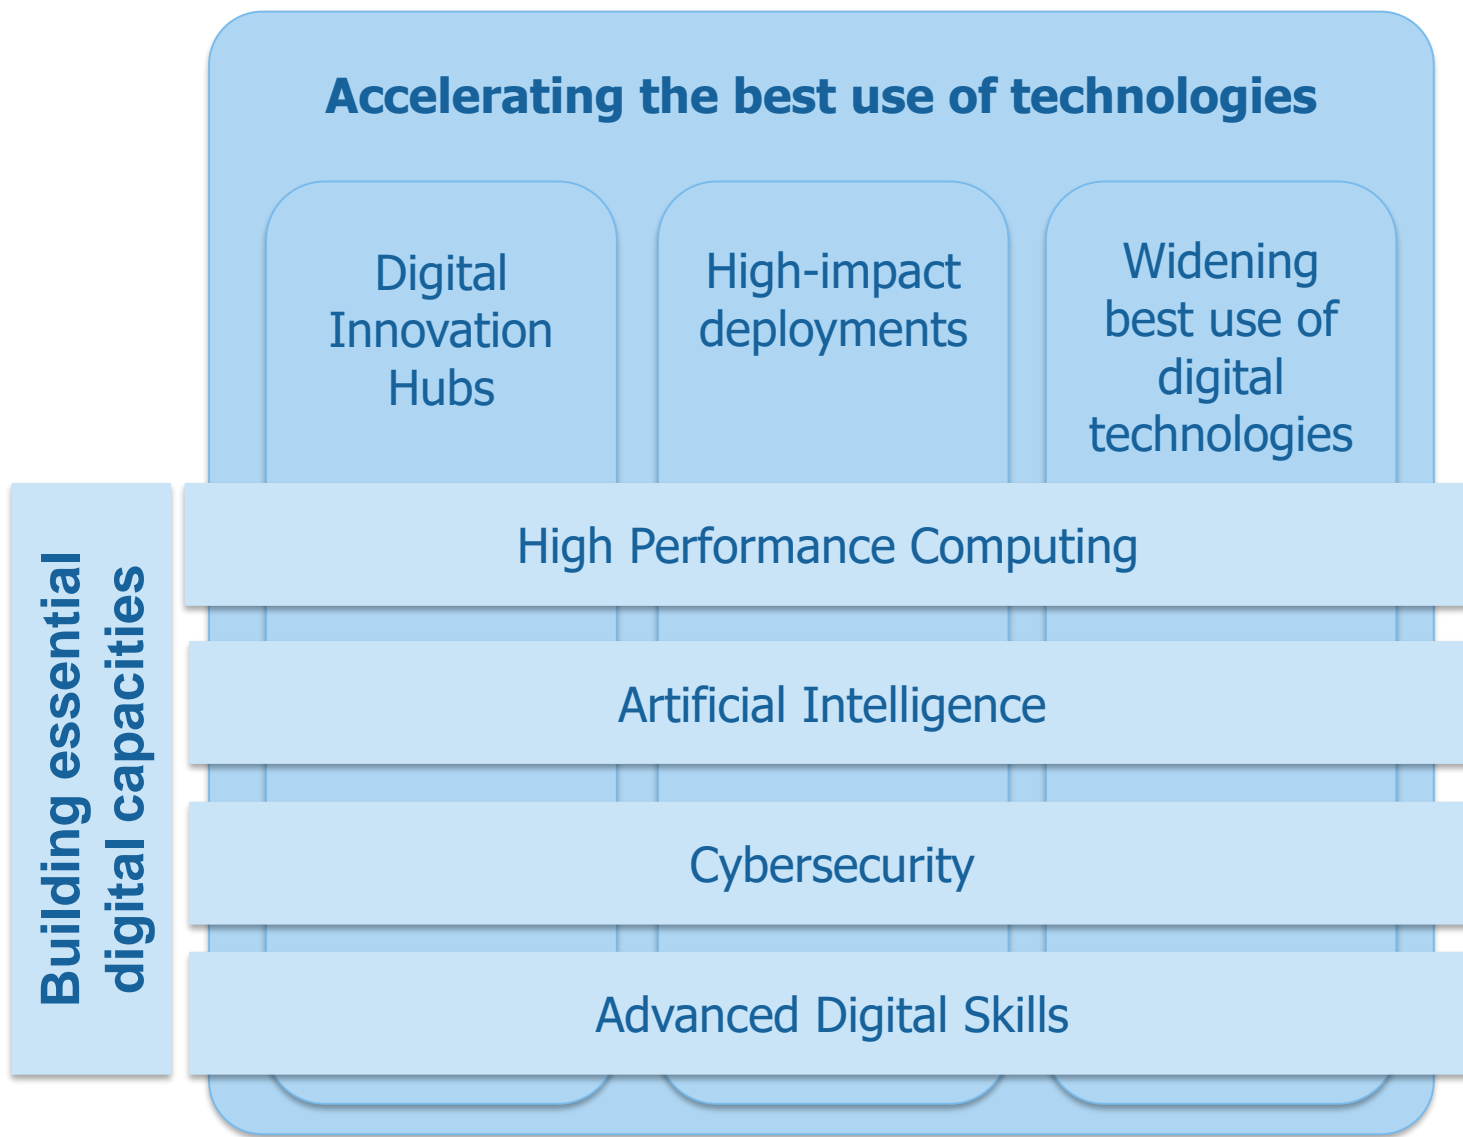 Accelerating the best use of technologies
Digital
Innovation
Hubs
High-impact
deployments
Widening
best use of
digital
technologies
Building essential
digital capacities
High Performance Computing
Artificial Intelligence
Cybersecurity
Advanced Digital Skills